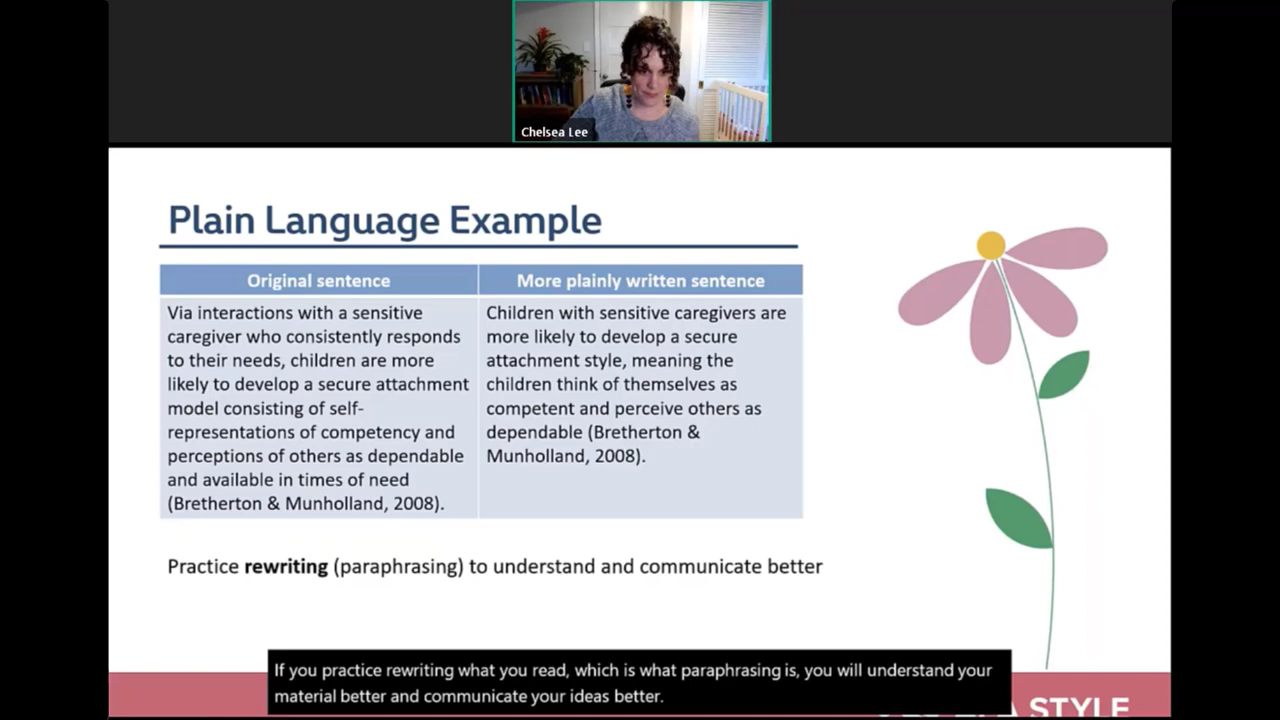 Chelsea Lee
Plain Language Example
Original sentence
More plainly written sentence
Via interactions with a sensitive
caregiver who consistently responds
to their needs, children are more
likely to develop a secure attachment
model consisting of self-
representations of competency and
perceptions of others as dependable
and available in times of need
(Bretherton & Munholland, 2008).
Children with sensitive caregivers are
more likely to develop a secure
attachment style, meaning the
children think of themselves as
competent and perceive others as
dependable (Bretherton &
Munholland, 2008).
Practice rewriting (paraphrasing) to understand and communicate better
If you practice rewriting what you read, which is what paraphrasing is, you will understand your
material better and communicate your ideas better.
STYLE